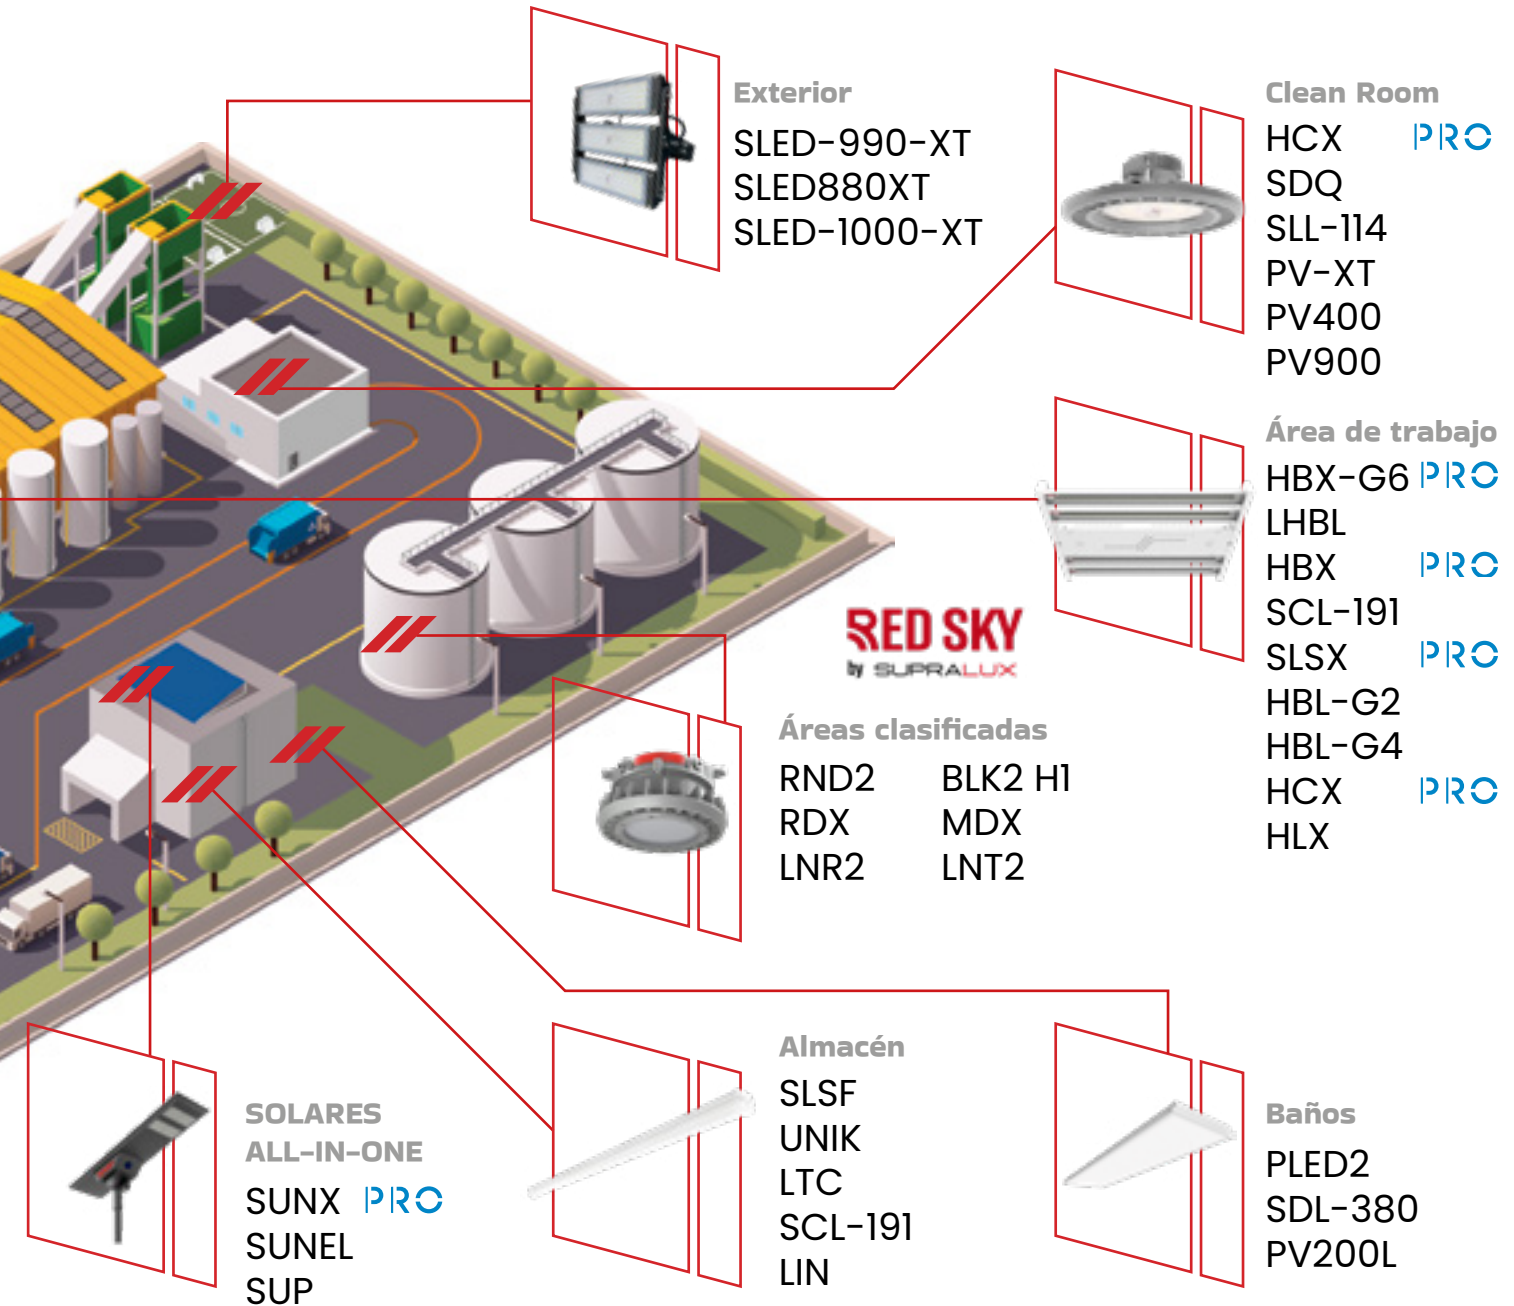 Exterior
SLED-990-XT
SLED880XT
SLED-1000-XT
Clean Room
HCX PRO
SDQ
SLL-114
PV-XT
PV400
PV900
Área de trabajo
HBX-G6 PRO
LHBL
HBX PRO
SCL-191
SLSX PRO
HBL-G2
HBL-G4
HCX PRO
HLX
RED SKY
by SUPRALUX
Áreas clasificadas
RND2 BLK2 H1
RDX MDX
LNR2 LNT2
SOLARES
ALL-IN-ONE
SUNX PRO
SUNEL
SUP
Almacén
SLSF
UNIK
LTC
SCL-191
LIN
Baños
PLED2
SDL-380
PV200L